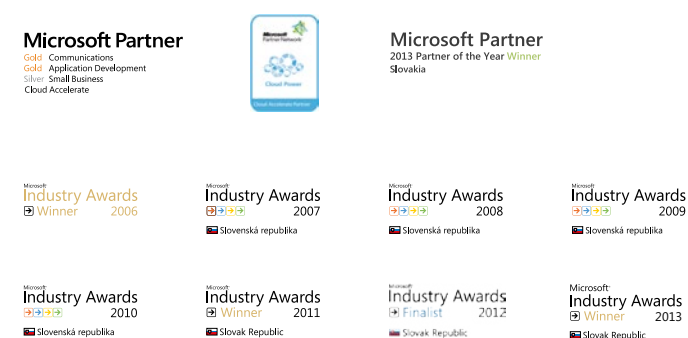 Microsoft Partner
Gold Communications
Gold Application Development
Silver Small Business
Cloud Accelerate
Microsoft
Partner Network
Cloud Power
Cloud Accelerate Partner
Microsoft Partner
2013 Partner of the Year Winner
Slovakia
Microsoft
Industry Awards
Winner 2006
Microsoft
Industry Awards
2007
Slovenská republika
Microsoft
Industry Awards
2008
Slovenská republika
Microsoft
Industry Awards
2009
Slovenská republika
Microsoft
Industry Awards
2010
Slovenská republika
Microsoft
Industry Awards
Winner 2011
Slovak Republic
Microsoft
Industry Awards
Finalist 2012
Slovak Republic
Microsoft
Industry Awards
Winner 2013
Slovak Republic